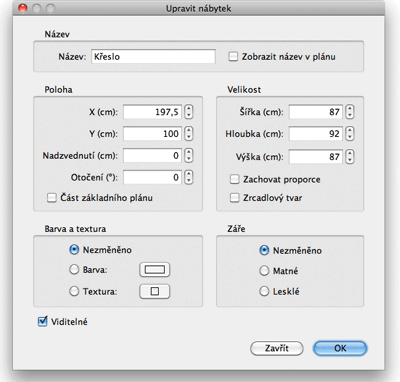 Upravit nábytek
Název
Název: Křeslo Zobrazit název v plánu
Poloha
X (cm): 197,5
Y (cm): 100
Nadzvednutí (cm): 0
Otočení (°): 0
Část základního plánu
Velikost
Šířka (cm): 87
Hloubka (cm): 92
Výška (cm): 87
Zachovat proporce
Zrcadlový tvar
Barva a textura
Nezměněno
Barva:
Textura:
Záře
Nezměněno
Matné
Lesklé
Viditelné
Zavřít OK